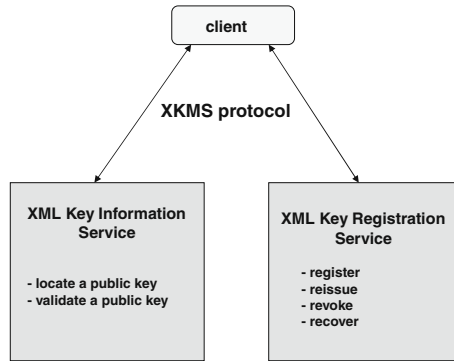 client
XKMS protocol
XML Key Information
Service
- locate a public key
- validate a public key
XML Key Registration
Service
- register
- reissue
- revoke
- recover